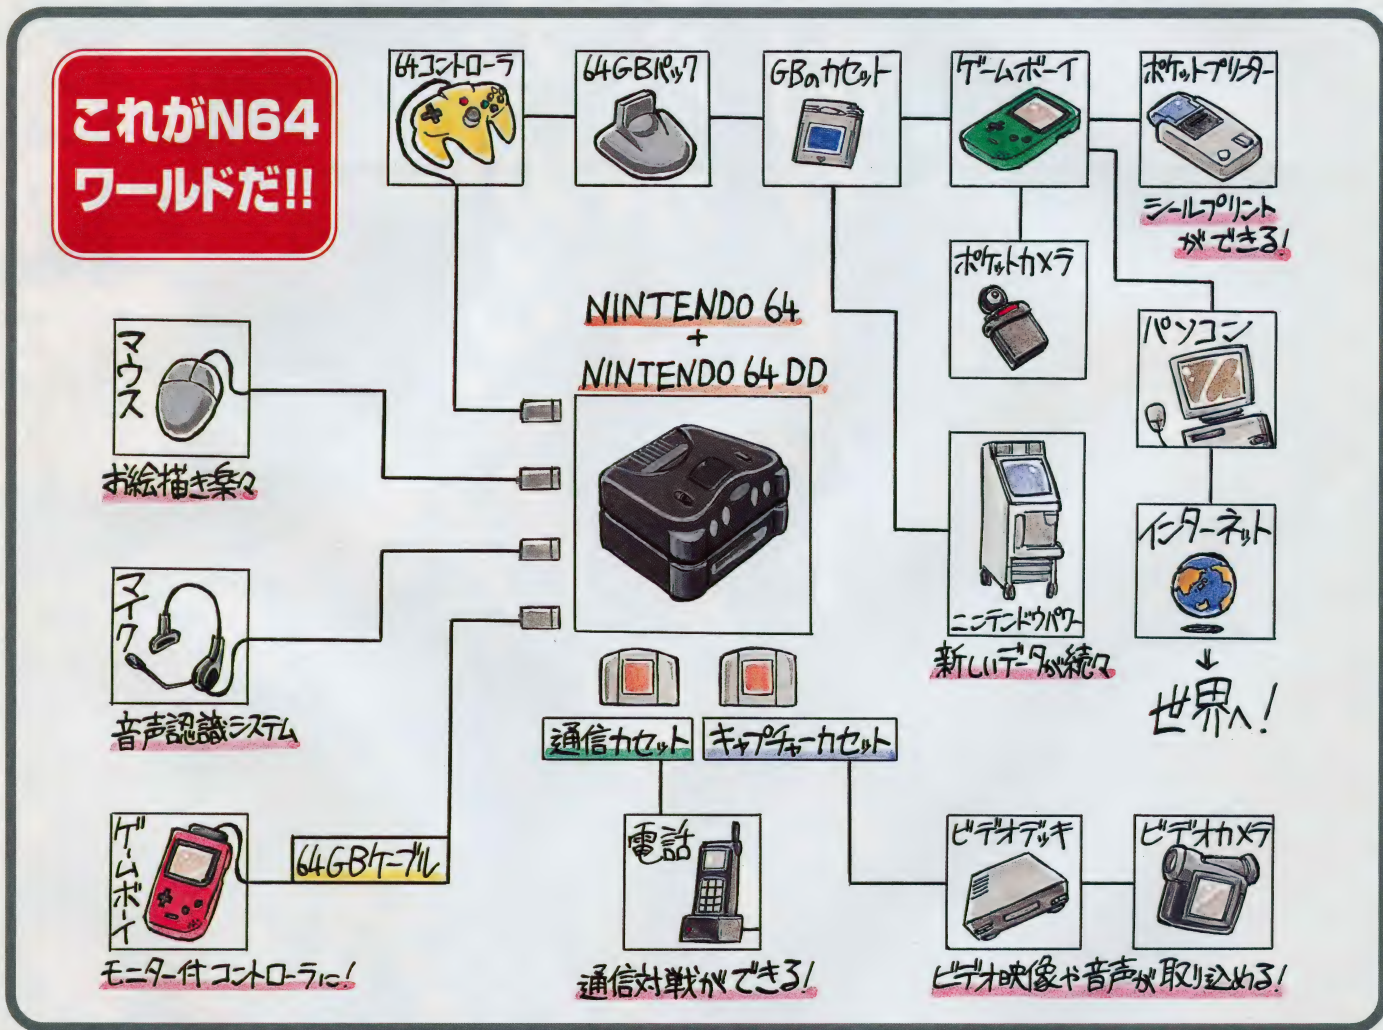 これがN64
ワールドだ!!
64コントローラ
64GBパック
GBのカセット
ゲームボーイ
ポケットプリンター
シールプリント
ができる!
ポケットカメラ
NINTENDO 64
+
NINTENDO 64 DD
パソコン
マウス
お絵描き楽々
インターネット
↓
世界へ!
ニンテンドウパワー
新しいデータが続々
マイク
音声認識システム
通信カセット
キャプチャーカセット
ゲームボーイ
64GBケーブル
モニター付コントローラに!
電話
通信対戦ができる!
ビデオデッキ
ビデオカメラ
ビデオ映像や音声が取り込める!